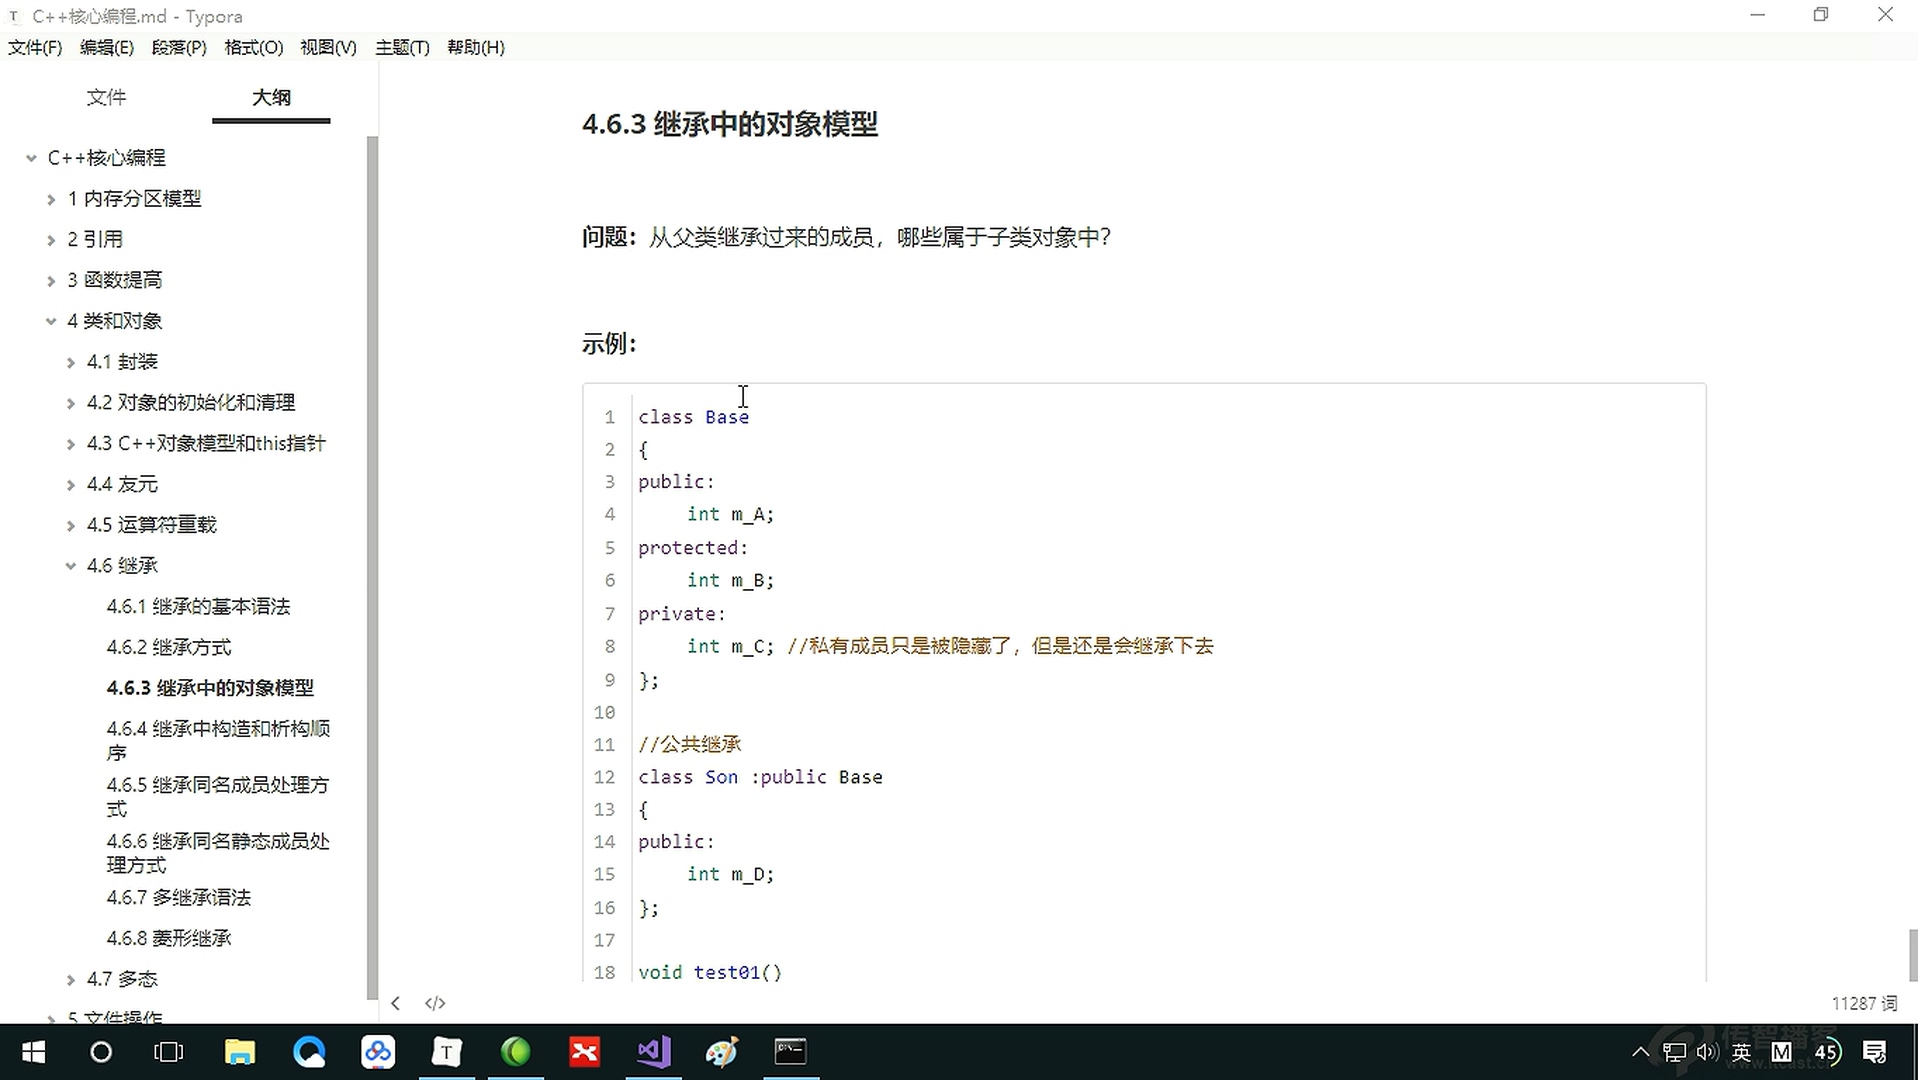 C++核心编程.md - Typora
文件(F) 编辑(E) 段落(P) 格式(O) 视图(V) 主题(T) 帮助(H)
文件 大纲
C++核心编程
1 内存分区模型
2 引用
3 函数提高
4 类和对象
4.1 封装
4.2 对象的初始化和清理
4.3 C++对象模型和this指针
4.4 友元
4.5 运算符重载
4.6 继承
4.6.1 继承的基本语法
4.6.2 继承方式
4.6.3 继承中的对象模型
4.6.4 继承中构造和析构顺
序
4.6.5 继承同名成员处理方
式
4.6.6 继承同名静态成员处
理方式
4.6.7 多继承语法
4.6.8 菱形继承
4.7 多态
5 文件操作
4.6.3 继承中的对象模型
问题：从父类继承过来的成员，哪些属于子类对象中？
示例：
1 class Base
2 {
3 public:
4 int m_A;
5 protected:
6 int m_B;
7 private:
8 int m_C; //私有成员只是被隐藏了，但是还是会继承下去
9 };
10
11 //公共继承
12 class Son :public Base
13 {
14 public:
15 int m_D;
16 };
17
18 void test01()
11287 词
英 M 45
传智播客
www.itcast.c